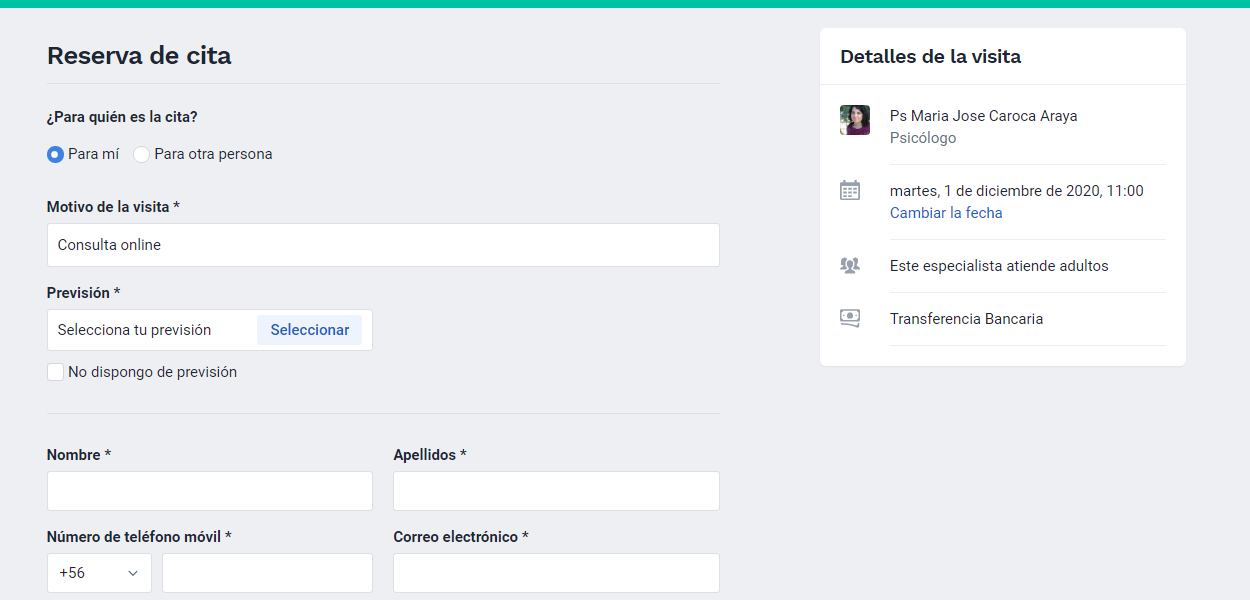 Reserva de cita
¿Para quién es la cita?
Para mí
Para otra persona
Motivo de la visita *
Consulta online
Previsión *
Selecciona tu previsión
Seleccionar
No dispongo de previsión
Nombre *
Apellidos *
Número de teléfono móvil *
Correo electrónico *
+56
Detalles de la visita
Ps Maria Jose Caroca Araya
Psicólogo
martes, 1 de diciembre de 2020, 11:00
Cambiar la fecha
Este especialista atiende adultos
Transferencia Bancaria